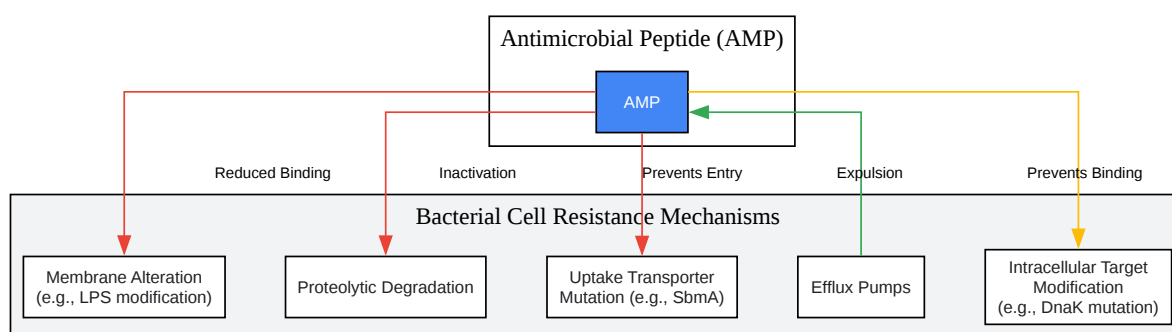 Antimicrobial Peptide (AMP)
AMP
Reduced Binding
Inactivation
Prevents Entry
Expulsion
Prevents Binding
Bacterial Cell Resistance Mechanisms
Membrane Alteration
(e.g., LPS modification)
Proteolytic Degradation
Uptake Transporter
Mutation (e.g., SbmA)
Efflux Pumps
Intracellular Target
Modification
(e.g., DnaK mutation)